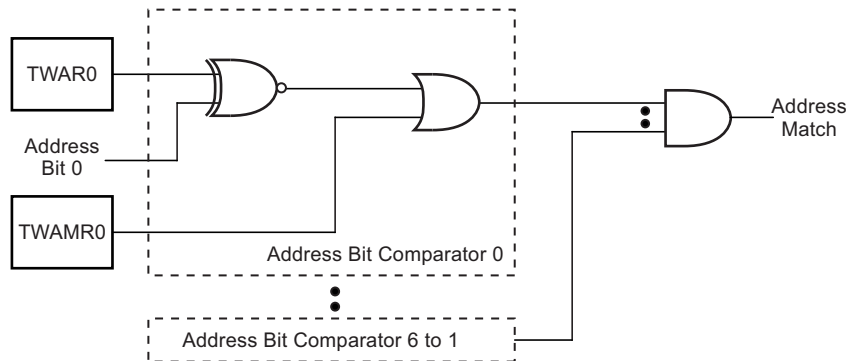 TWAR0
Address
Bit 0
TWAMR0
Address Bit Comparator 0
Address Bit Comparator 6 to 1
Address
Match